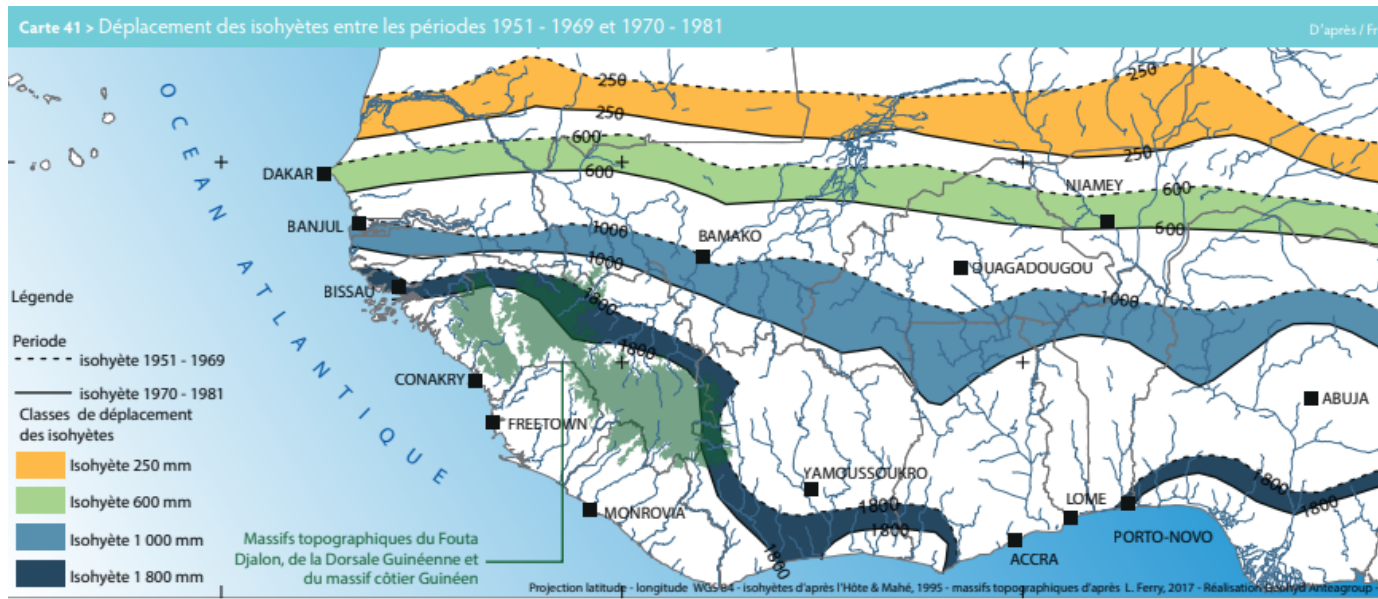 Carte 41 > Déplacement des isohyètes entre les périodes 1951 - 1969 et 1970 - 1981
D'après / Fr
OCEAN ATLANTIQUE
250
250
250
250
600
600
600
600
DAKAR
NIAMEY
BANJUL
1000
1000
1000
BAMAKO
OUAGADOUGOU
BISSAU
1800
1800
CONAKRY
FREETOWN
ABUJA
YAMOUSSOUKRO
1800
1800
1800
1800
1800
LOME
MONROVIA
PORTO-NOVO
ACCRA
Légende
Periode
isohyète 1951 - 1969
isohyète 1970 - 1981
Classes de déplacement
des isohyètes
Isohyète 250 mm
Isohyète 600 mm
Isohyète 1 000 mm
Isohyète 1 800 mm
Massifs topographiques du Fouta
Djalon, de la Dorsale Guinéenne et
du massif côtier Guinéen
Projection latitude - longitude WGS 84 - isohyètes d'après l'Hôte & Mahé, 1995 - massifs topographiques d'après L. Ferry, 2017 - Réalisation Anteagroup -